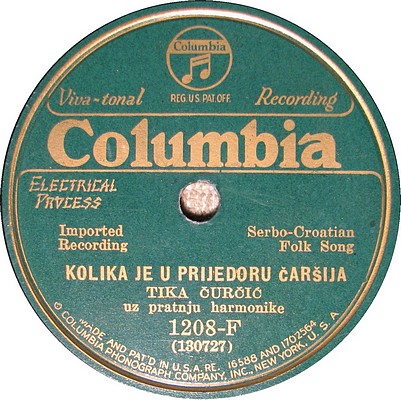 Columbia
REG. U.S. PAT. OFF.
Viva-tonal Recording
Columbia
ELECTRICAL
PROCESS
Imported
Recording
Serbo-Croatian
Folk Song
KOLIKA JE U PRIJEDORU ČARŠIJA
TIKA ČURČIĆ
uz pratnju harmonike
1208-F
(130727)
MADE AND PAT'D IN U.S.A. RE. 16588 AND 1702564
© COLUMBIA PHONOGRAPH COMPANY, INC., NEW YORK, U. S. A.